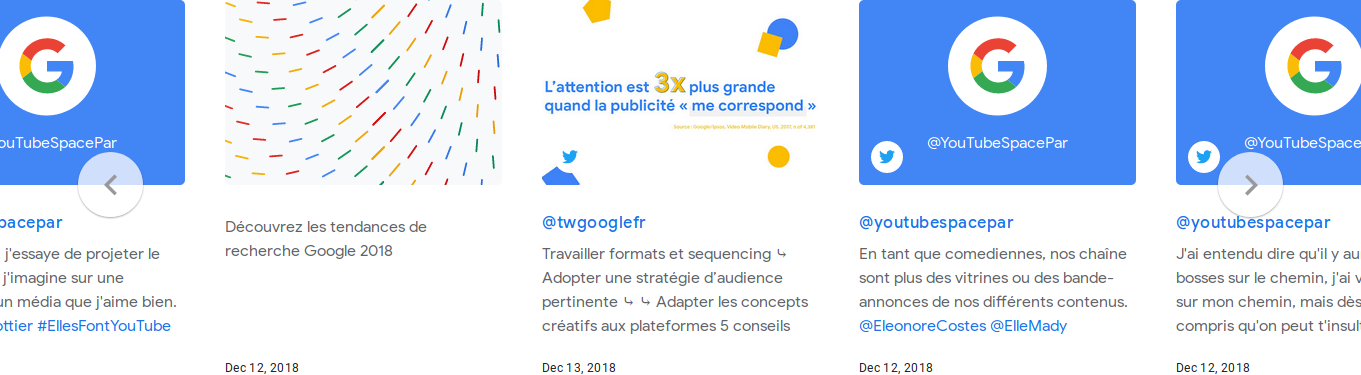 ouTubeSpacePar
spacepar
j'essaye de projeter le
j'imagine sur une
un média que j'aime bien.
ottier #EllesFontYouTube
Découvrez les tendances de
recherche Google 2018
Dec 12, 2018
L'attention est 3x plus grande
quand la publicité « me correspond »
Source : Google/Ipsos, Video Mobile Diary, US, 2017, n of 4,381
@twgooglefr
Travailler formats et sequencing ⤷
Adopter une stratégie d’audience
pertinente ⤷ ⤷ Adapter les concepts
créatifs aux plateformes 5 conseils
Dec 13, 2018
@YouTubeSpacePar
@youtubespacepar
En tant que comediennes, nos chaîne
sont plus des vitrines ou des bande-
annonces de nos différents contenus.
@EleonoreCostes @ElleMady
Dec 12, 2018
@YouTubeSpace
@youtubespacepar
J'ai entendu dire qu'il y au
bosses sur le chemin, j'ai v
sur mon chemin, mais dès
compris qu'on peut t'insul
Dec 12, 2018